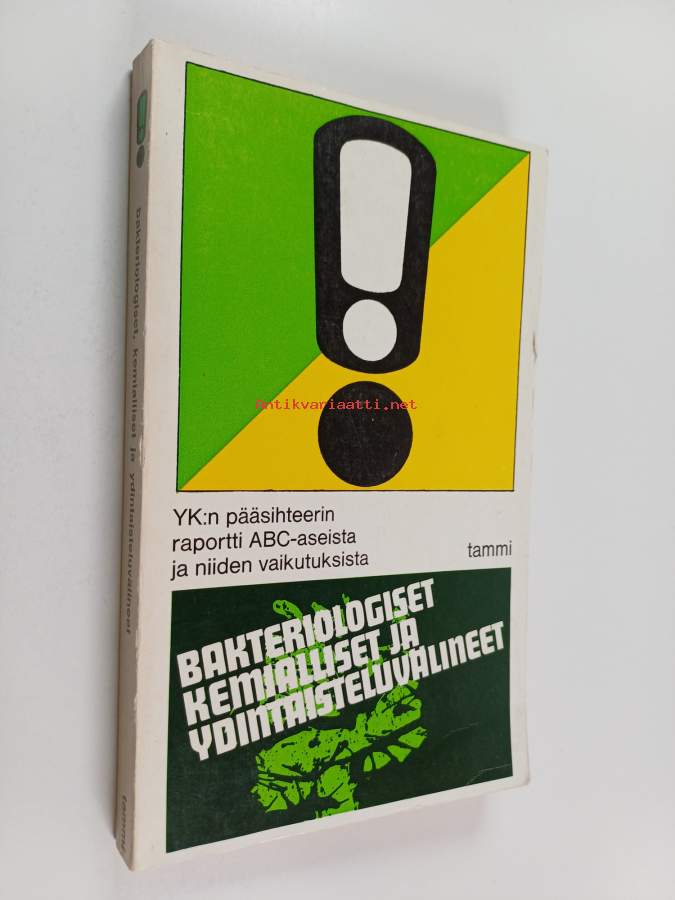 Antikvariaatti.net
YK:n pääsihteerin
raportti ABC-aseista
ja niiden vaikutuksista
tammi
BAKTERIOLOGISET
KEMIALLISET JA
YDINTAISTELUVÄLINEET
bakteriologiset, kemialliset ja ydintaisteluvälineet
tammi